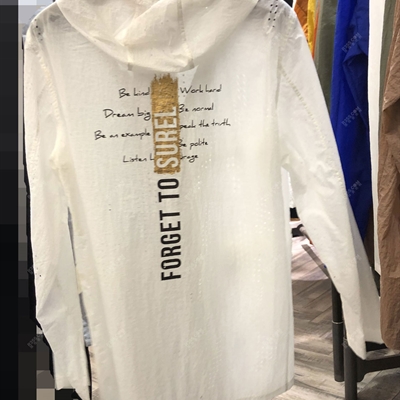 Be kind Work hard
Dream big Be normal
Be an example speak the truth
Be polite
Listen
FORGET TO SURE